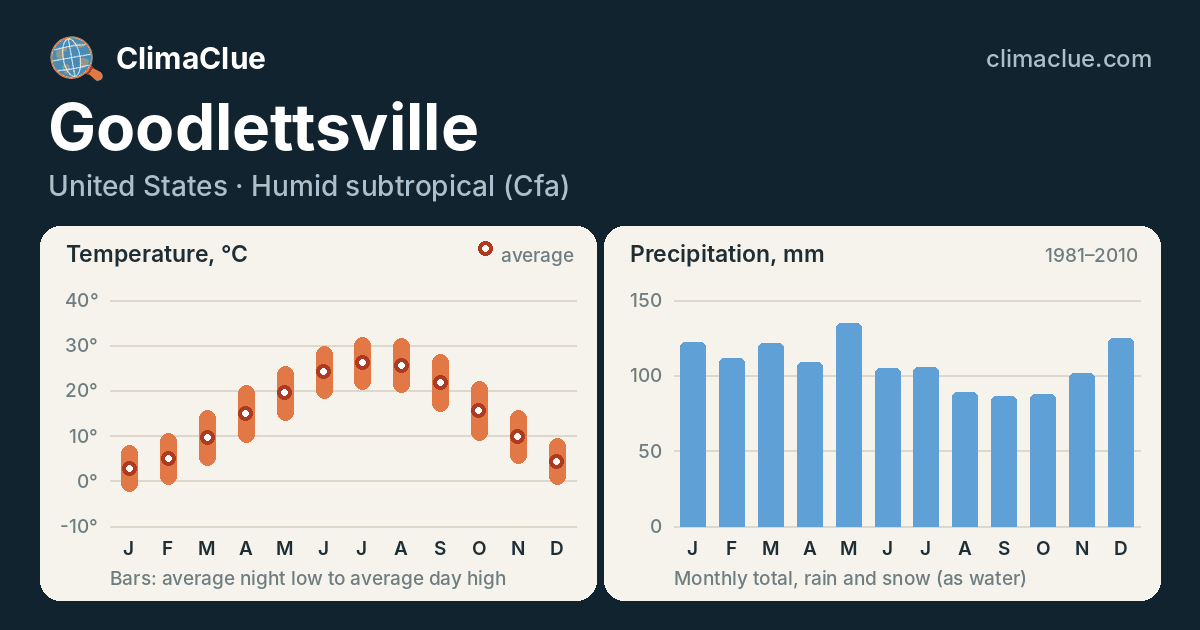 ClimaClue
climaclue.com
Goodlettsville
United States · Humid subtropical (Cfa)
Temperature, °C
average
40°
30°
20°
10°
0°
-10°
J F M A M J J A S O N D
Bars: average night low to average day high
Precipitation, mm
1981–2010
150
100
50
0
J F M A M J J A S O N D
Monthly total, rain and snow (as water)